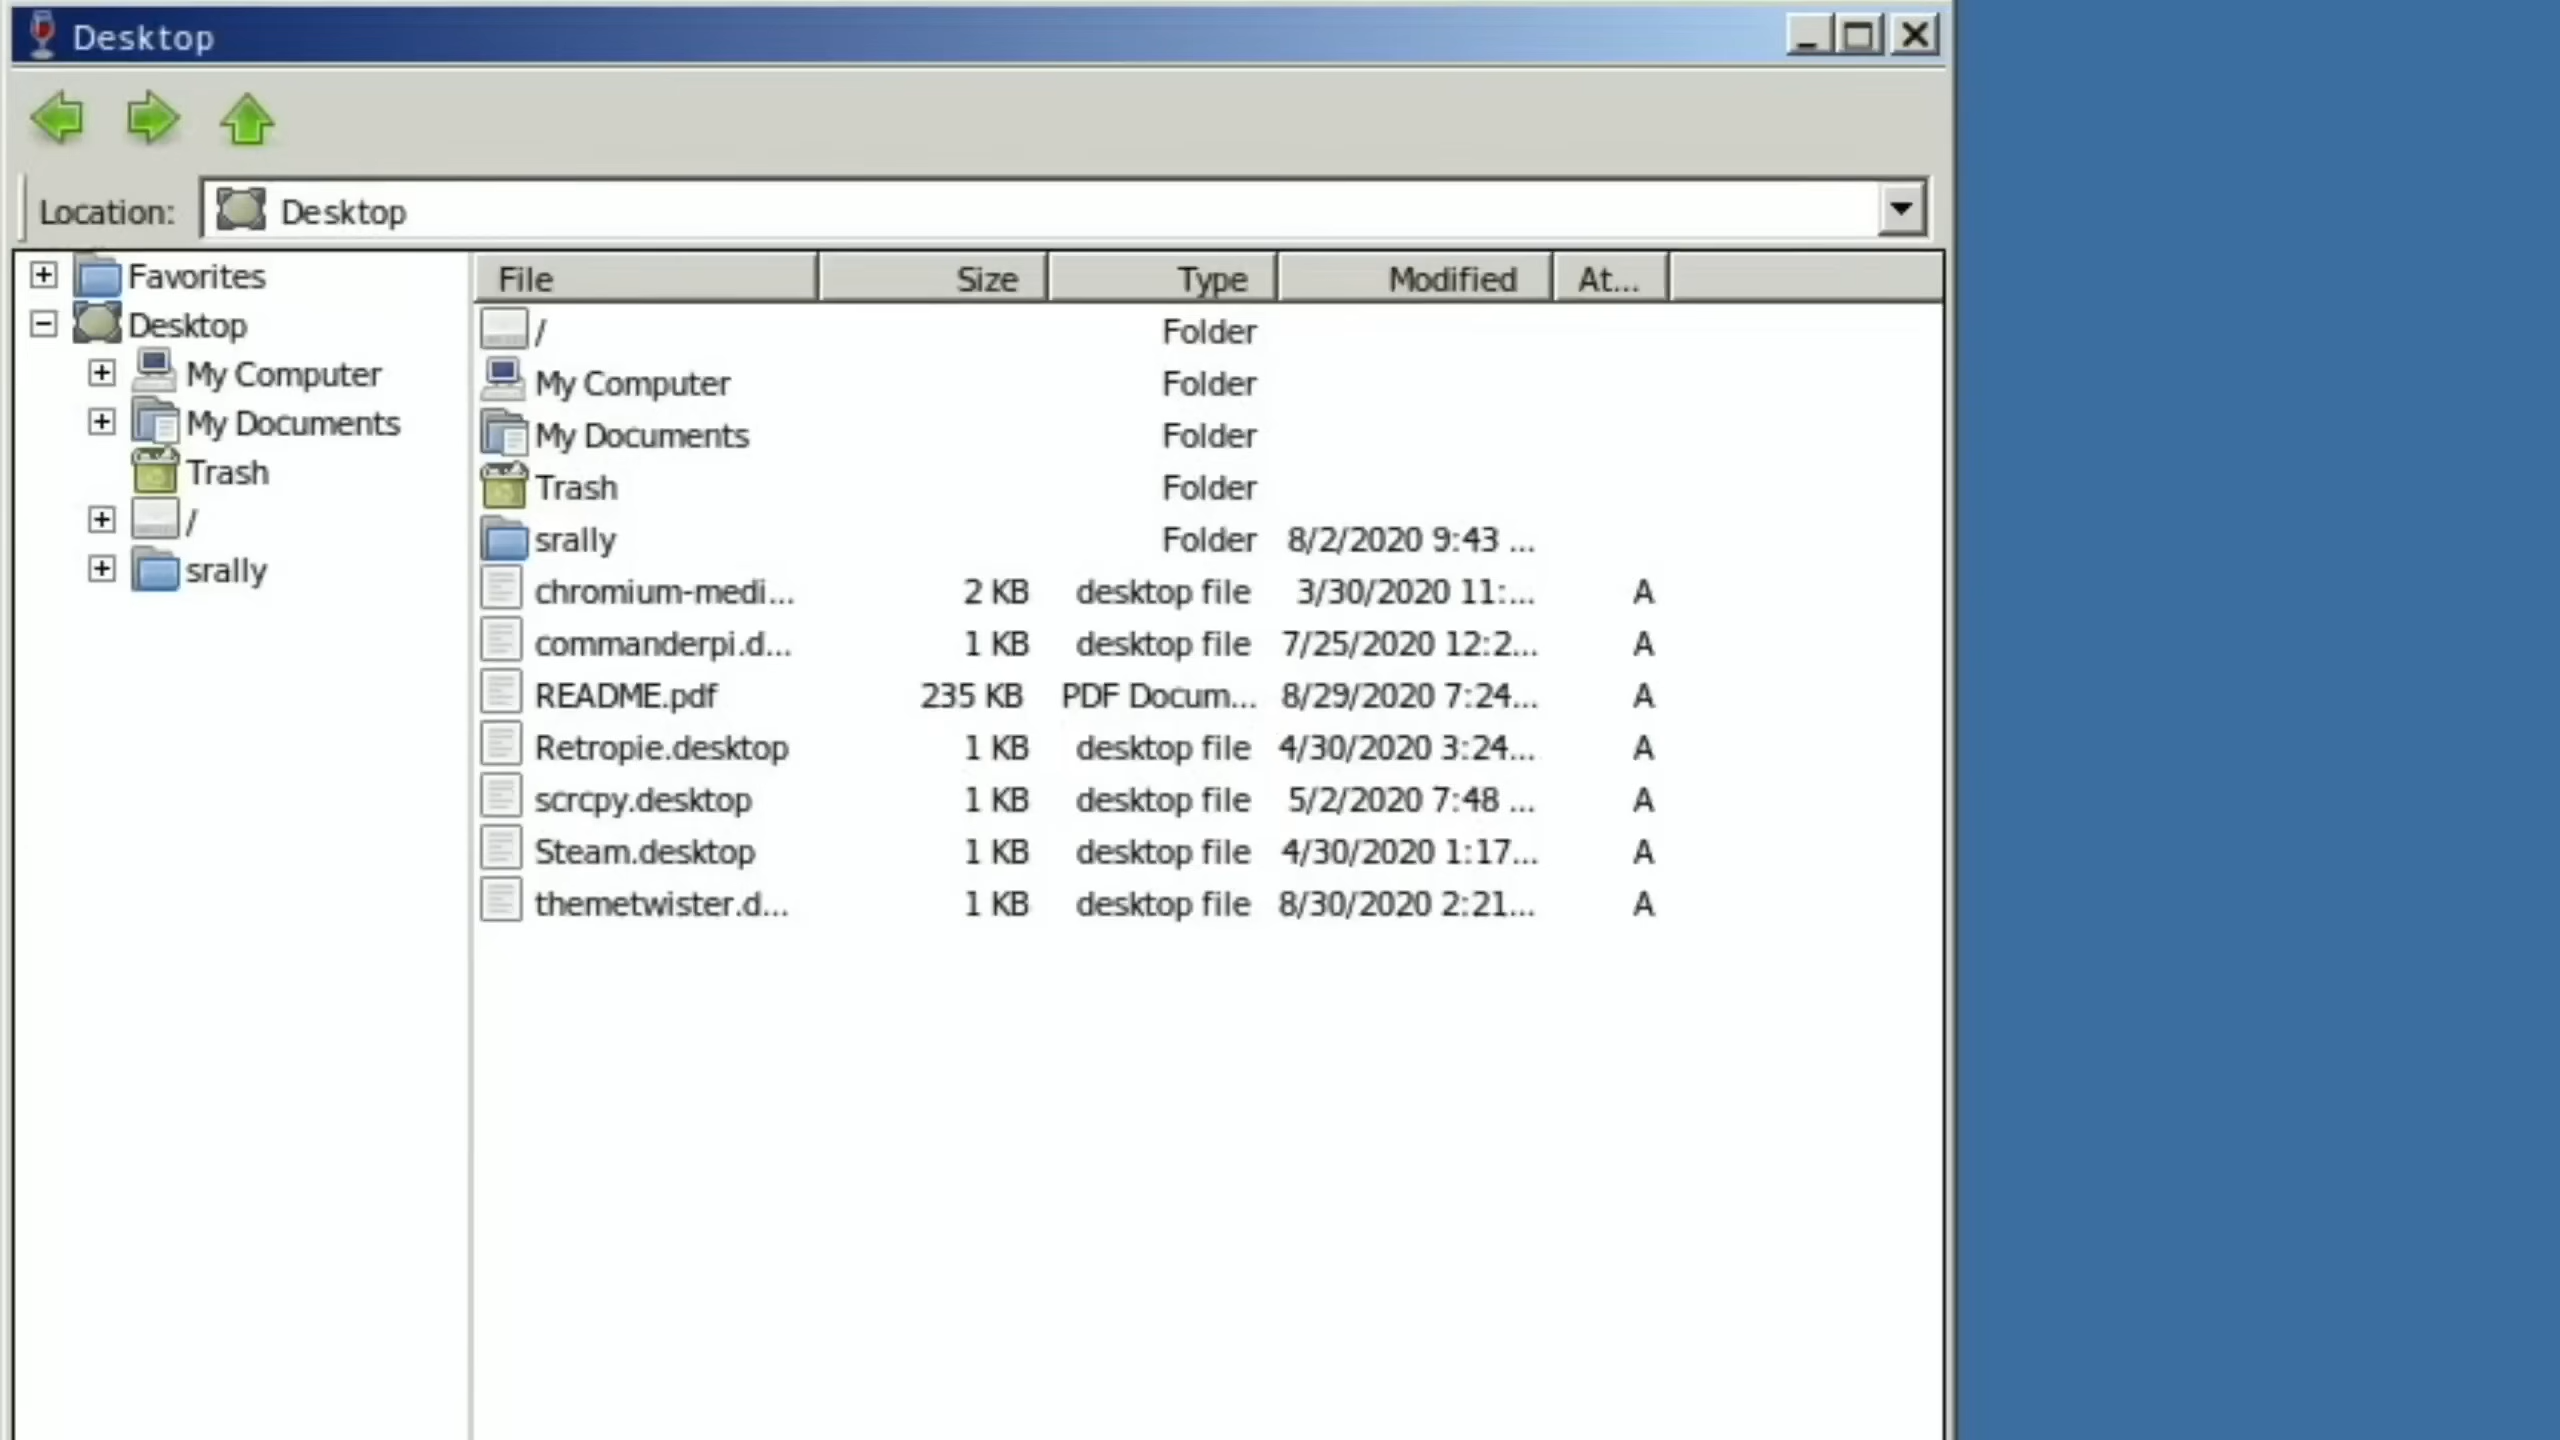 Desktop
Location: Desktop
Favorites
Desktop
My Computer
My Documents
Trash
/
srally
File Size Type Modified At...
/ Folder
My Computer Folder
My Documents Folder
Trash Folder
srally Folder 8/2/2020 9:43 ...
chromium-medi... 2 KB desktop file 3/30/2020 11:... A
commanderpi.d... 1 KB desktop file 7/25/2020 12:2... A
README.pdf 235 KB PDF Docum... 8/29/2020 7:24... A
Retropie.desktop 1 KB desktop file 4/30/2020 3:24... A
scrcpy.desktop 1 KB desktop file 5/2/2020 7:48 ... A
Steam.desktop 1 KB desktop file 4/30/2020 1:17... A
themetwister.d... 1 KB desktop file 8/30/2020 2:21... A